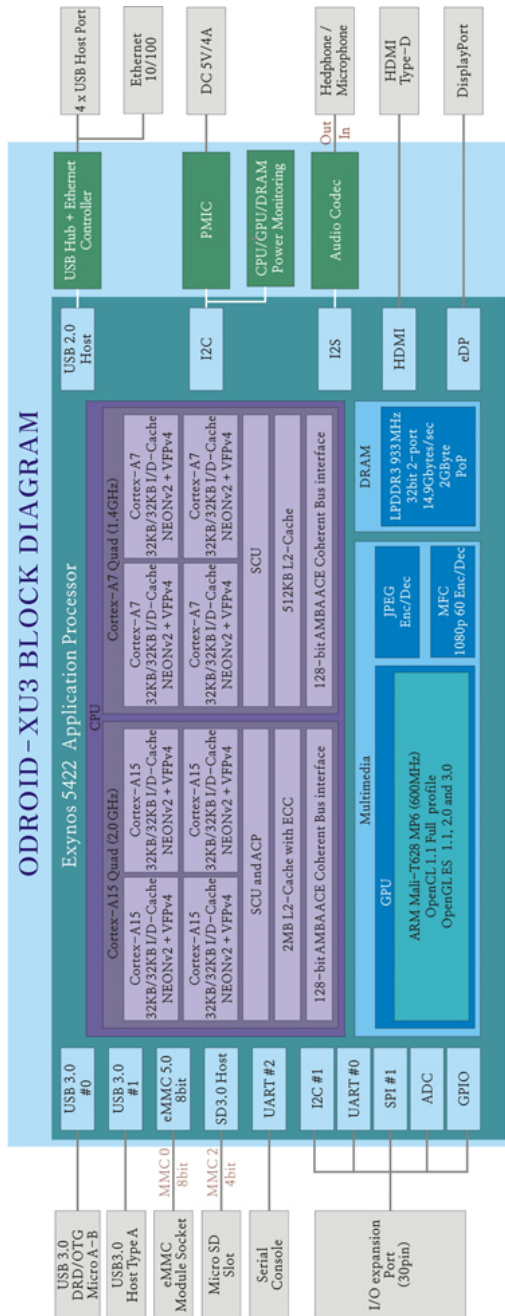 ODROID-XU3 BLOCK DIAGRAM
Exynos 5422 Application Processor
USB 3.0
DRD/OTG
Micro A-B
USB3.0
Host Type A
eMMC
Module Socket
Micro SD
Slot
Serial
Console
I/O expansion
Port
(30pin)
MMC 0
8bit
MMC 2
4bit
USB 3.0
#0
USB 3.0
#1
eMMC 5.0
8bit
SD3.0 Host
UART #2
I2C #1
UART #0
SPI #1
ADC
GPIO
CPU
Cortex-A15 Quad (2.0 GHz)
Cortex-A15
32KB/32KB I/D-Cache
NEONv2 + VFPv4
Cortex-A15
32KB/32KB I/D-Cache
NEONv2 + VFPv4
Cortex-A15
32KB/32KB I/D-Cache
NEONv2 + VFPv4
Cortex-A15
32KB/32KB I/D-Cache
NEONv2 + VFPv4
SCU and ACP
2MB L2-Cache with ECC
128-bit AMBA ACE Coherent Bus interface
Cortex-A7 Quad (1.4GHz)
Cortex-A7
32KB/32KB I/D-Cache
NEONv2 + VFPv4
Cortex-A7
32KB/32KB I/D-Cache
NEONv2 + VFPv4
Cortex-A7
32KB/32KB I/D-Cache
NEONv2 + VFPv4
Cortex-A7
32KB/32KB I/D-Cache
NEONv2 + VFPv4
SCU
512KB L2-Cache
128-bit AMBA ACE Coherent Bus interface
Multimedia
GPU
ARM Mali-T628 MP6 (600MHz)
OpenCL 1.1 Full profile
OpenGL ES 1.1, 2.0 and 3.0
JPEG
Enc/Dec
MFC
1080p 60 Enc/Dec
DRAM
LPDDR3 933MHz
32bit 2-port
14.9Gbytes/sec
2GByte
PoP
USB 2.0
Host
I2C
I2S
HDMI
eDP
USB Hub + Ethernet
Controller
PMIC
CPU/GPU/DRAM
Power Monitoring
Audio Codec
Out
In
4 x USB Host Port
Ethernet
10/100
DC 5V/4A
Hedphone /
Microphone
HDMI
Type-D
DisplayPort